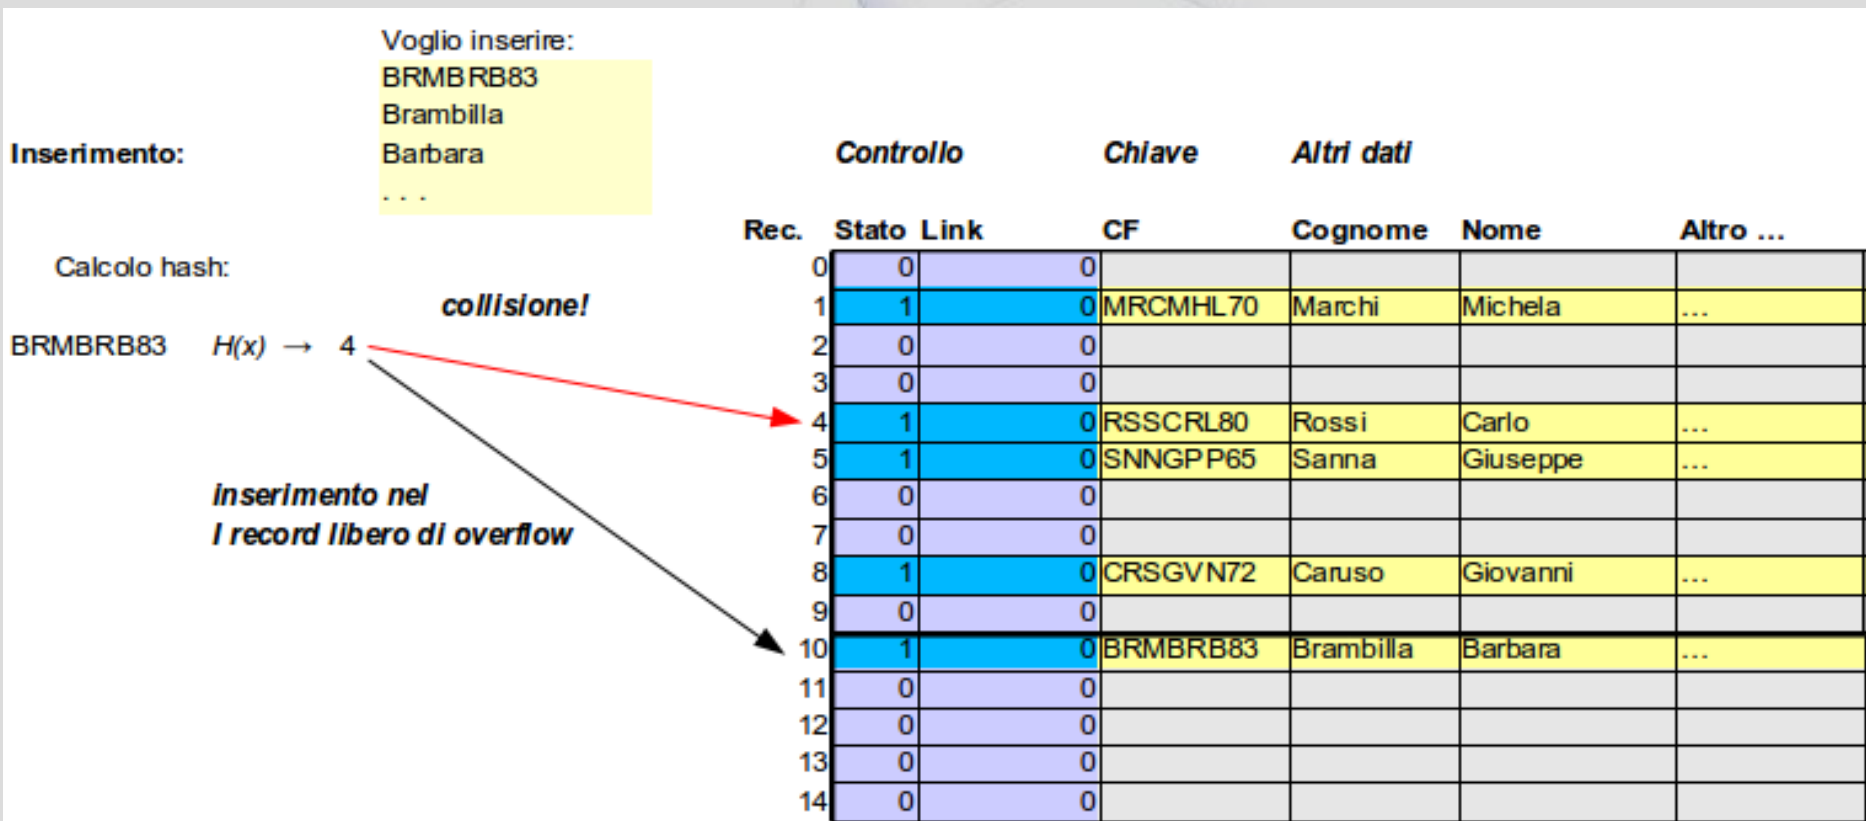 Voglio inserire:
BRMBRB83
Brambilla
Inserimento: Barbara
. . .
Controllo Chiave Altri dati
Rec. Stato Link CF Cognome Nome Altro ...
Calcolo hash:
collisione!
BRMBRB83 H(x) → 4
inserimento nel
I record libero di overflow
0 0 0
1 1 0 MRCMHL70 Marchi Michela ...
2 0 0
3 0 0
4 1 0 RSSCRL80 Rossi Carlo ...
5 1 0 SNNGPP65 Sanna Giuseppe ...
6 0 0
7 0 0
8 1 0 CRSGVN72 Caruso Giovanni ...
9 0 0
10 1 0 BRMBRB83 Brambilla Barbara ...
11 0 0
12 0 0
13 0 0
14 0 0